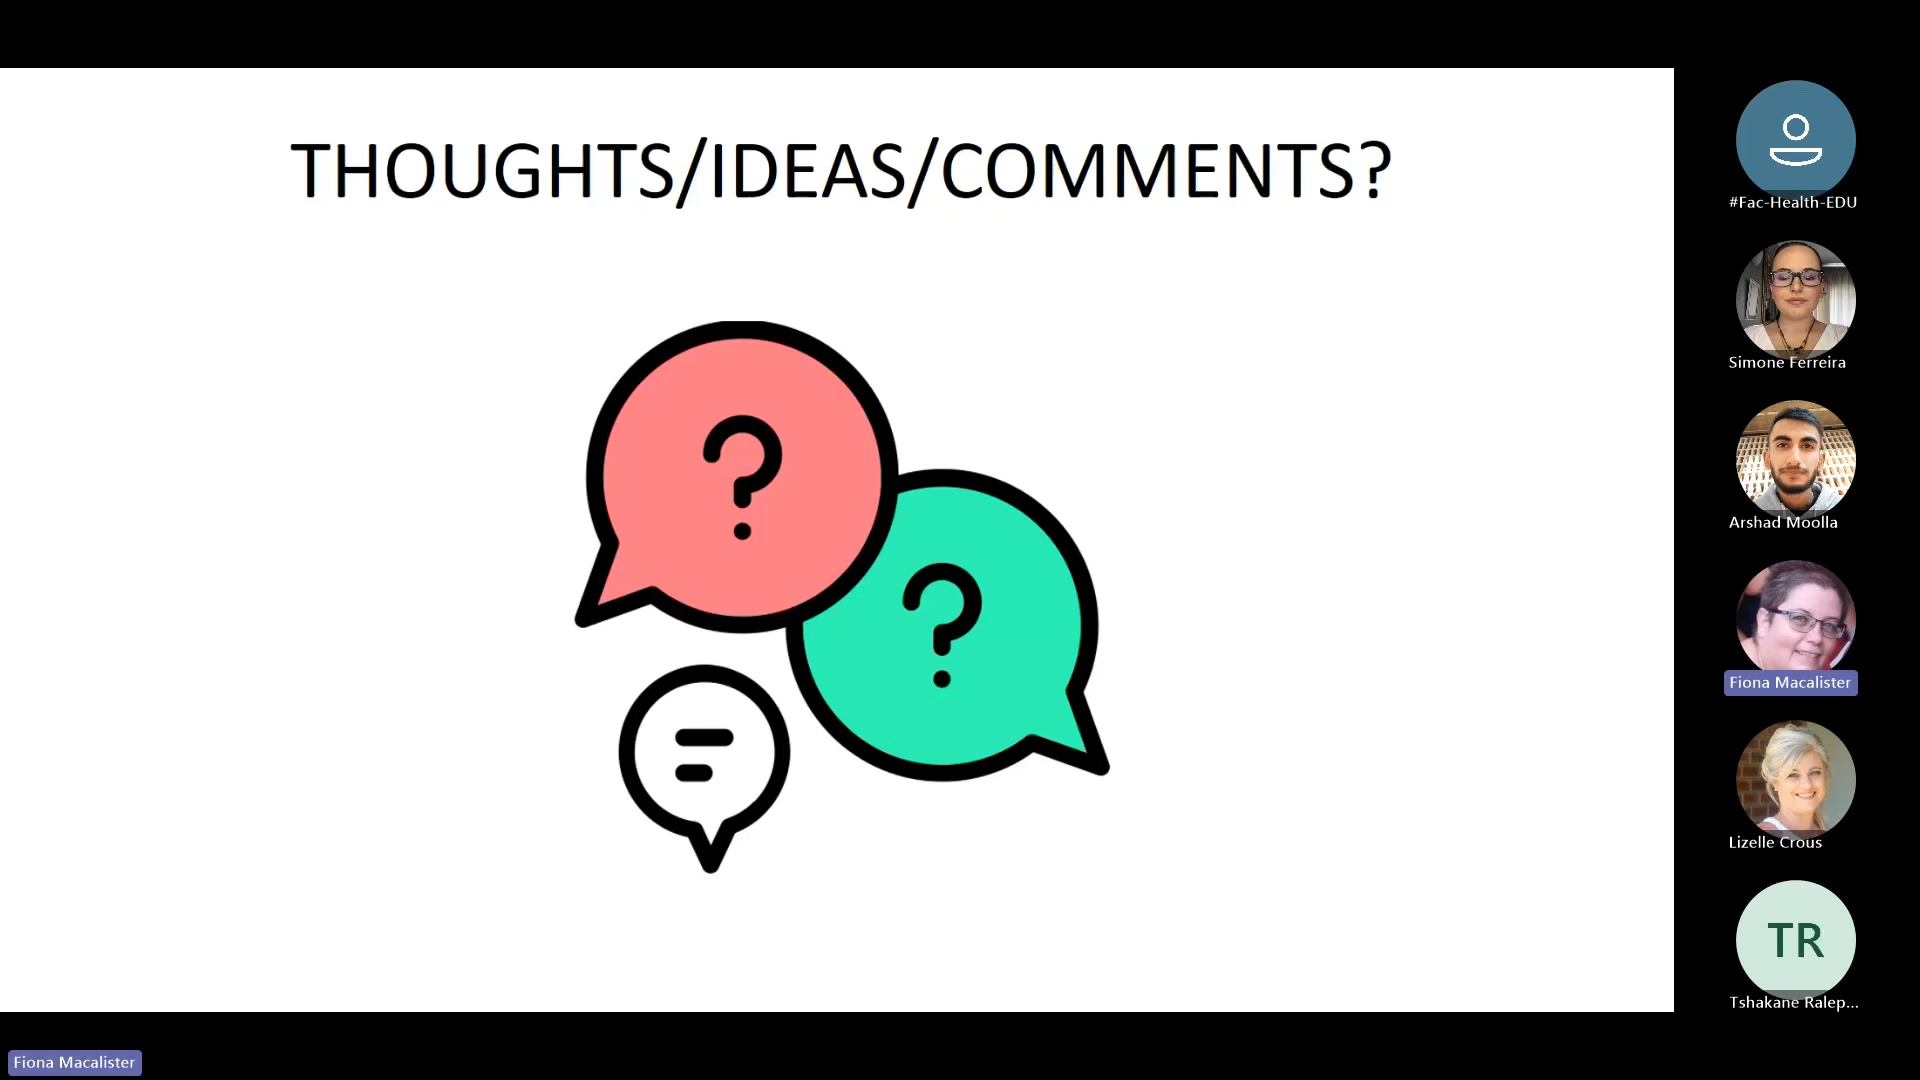 THOUGHTS/IDEAS/COMMENTS?
#Fac-Health-EDU
Simone Ferreira
Arshad Moolla
Fiona Macalister
Lizelle Crous
TR
Tshakane Ralep...
Fiona Macalister